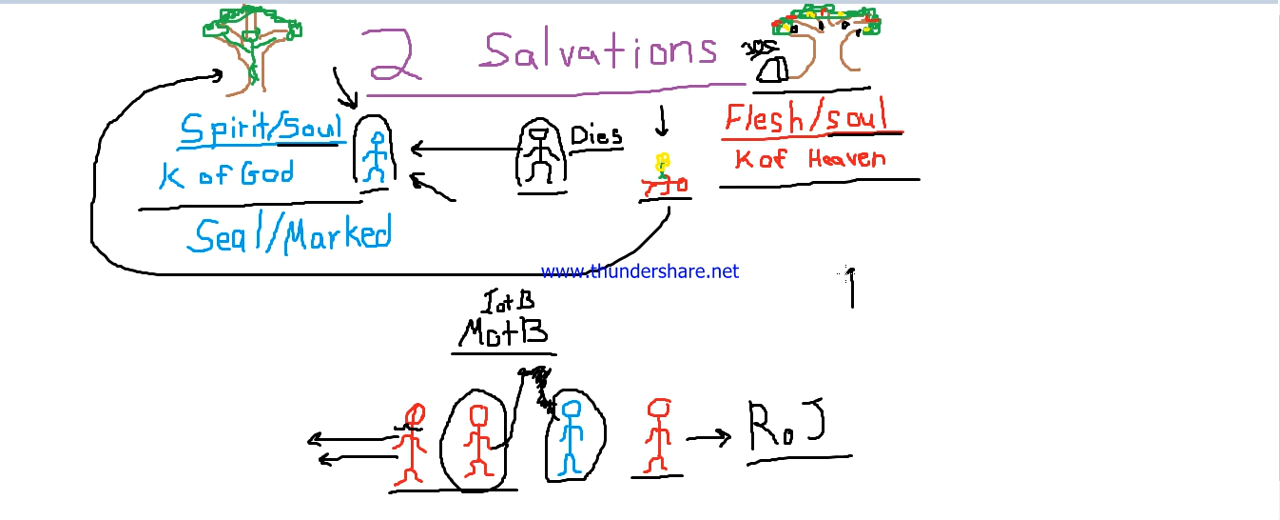 2 Salvations
Spirit/Soul
K of God
Seal/Marked
Dies
Flesh/soul
K of Heaven
www.thundershare.net
IotB
MotB
RoJ